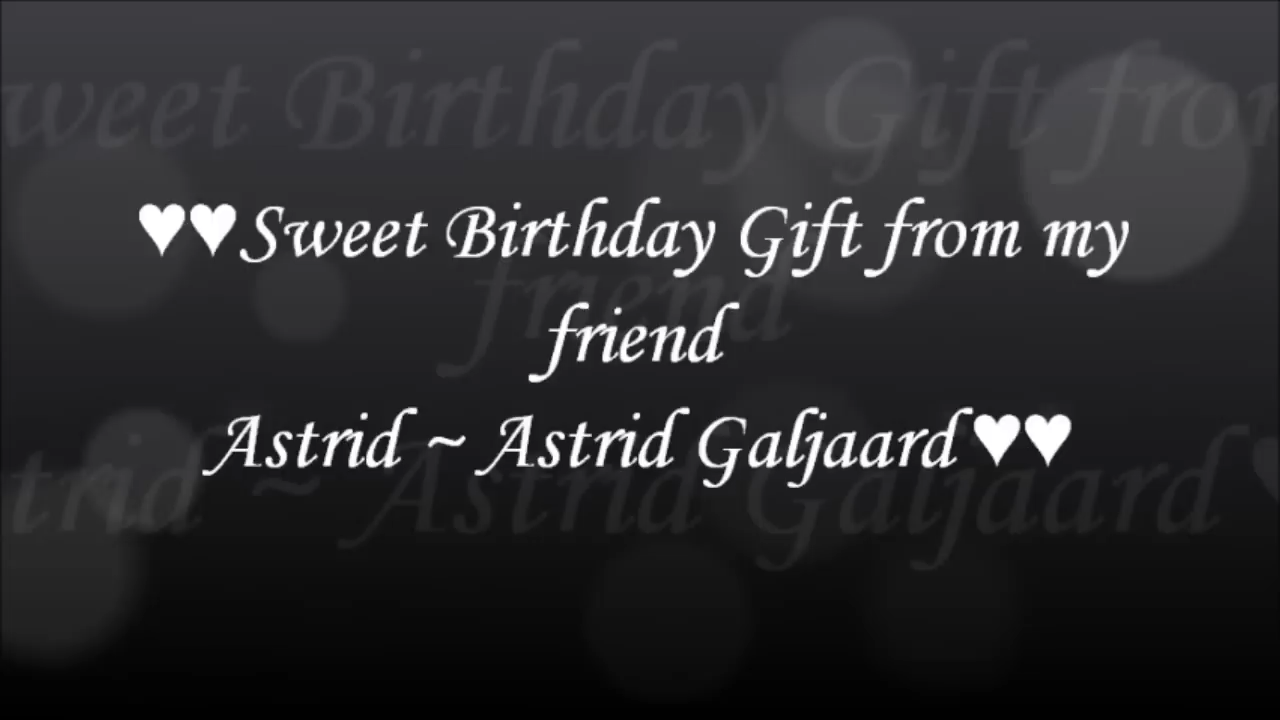 ♥♥Sweet Birthday Gift from my
friend
Astrid ~ Astrid Galjaard♥♥